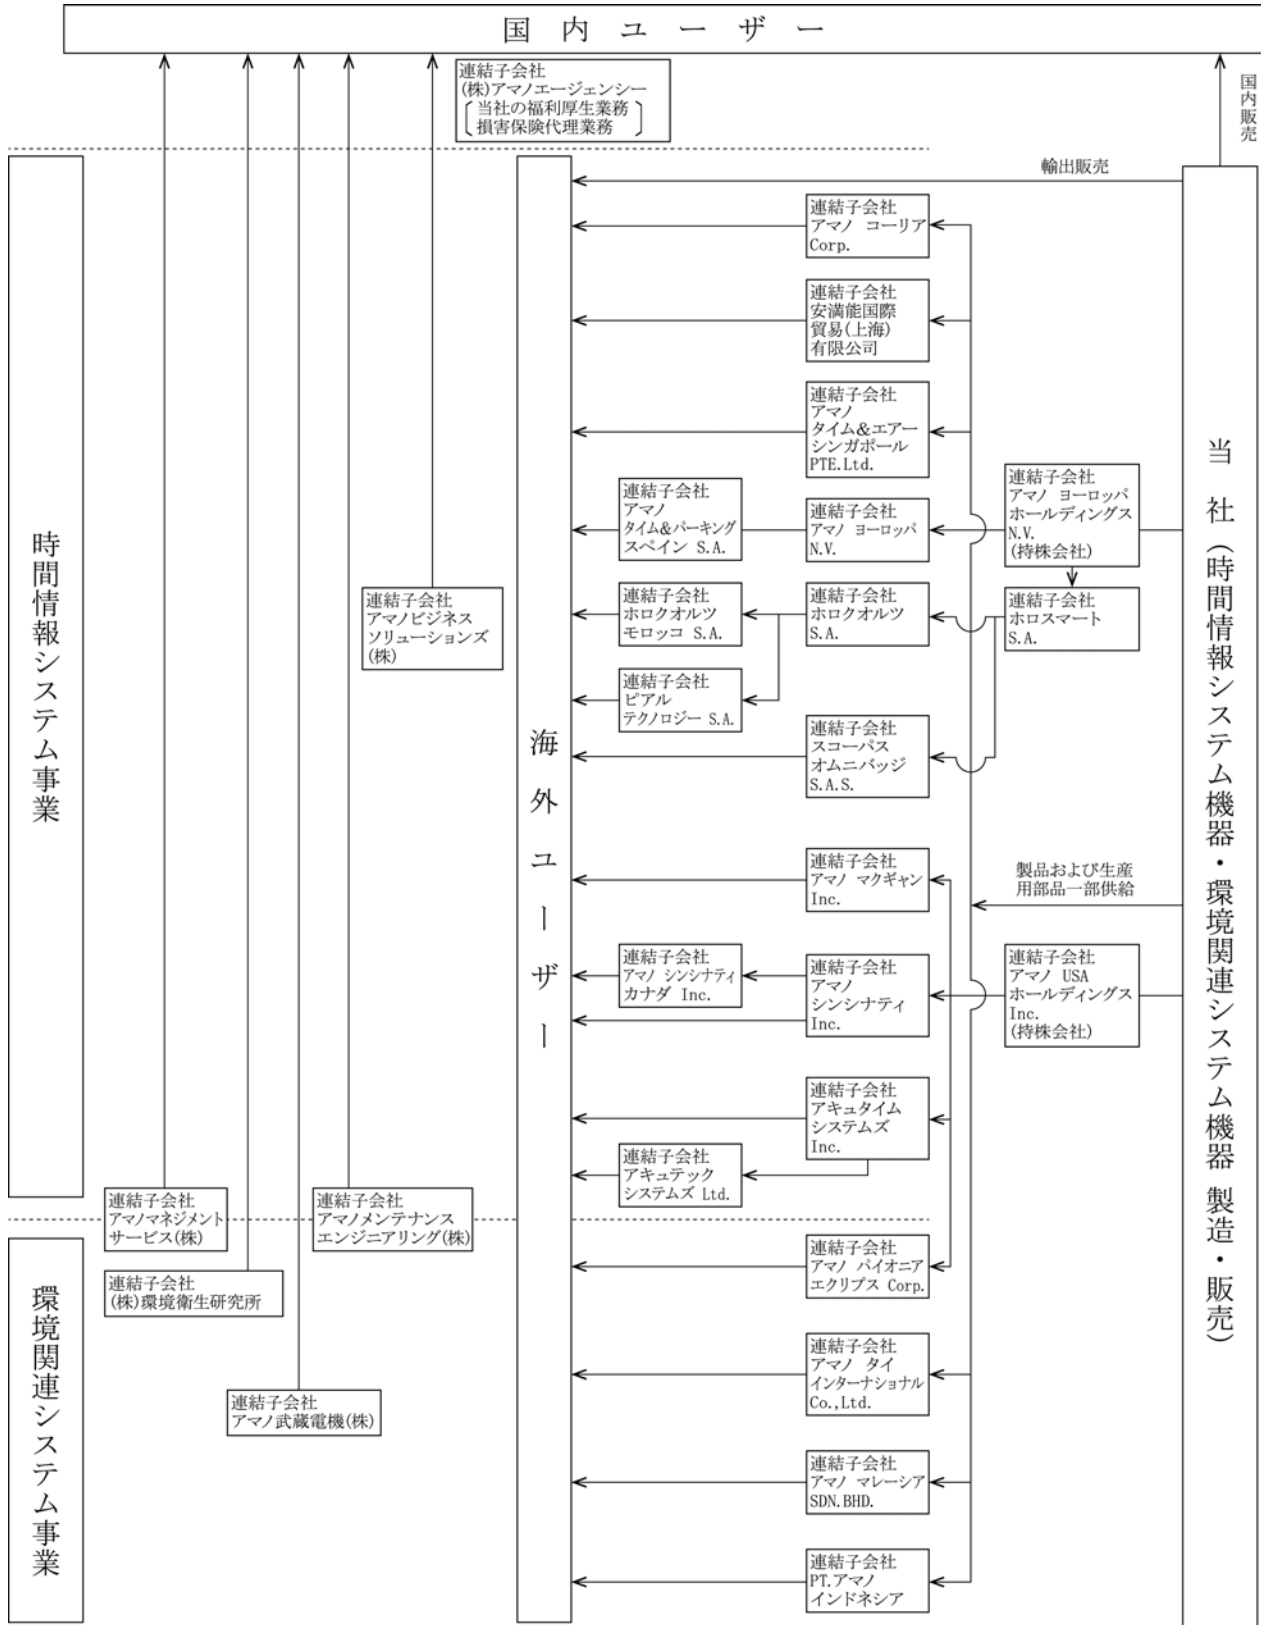 国内ユーザー
連結子会社
(株)アマノエージェンシー
当社の福利厚生業務
損害保険代理業務
国内販売
時間情報システム事業
環境関連システム事業
海外ユーザー
当社(時間情報システム機器・環境関連システム機器 製造・販売)
輸出販売
連結子会社
アマノ コーリア
Corp.
連結子会社
安満能国際
貿易(上海)
有限公司
連結子会社
アマノ
タイム&エアー
シンガポール
PTE.Ltd.
連結子会社
アマノ
タイム&パーキング
スペイン S.A.
連結子会社
アマノ ヨーロッパ
N.V.
連結子会社
アマノ ヨーロッパ
ホールディングス
N.V.
(持株会社)
連結子会社
アマノビジネス
ソリューションズ
(株)
連結子会社
ホロクオルツ
モロッコ S.A.
連結子会社
ホロクオルツ
S.A.
連結子会社
ホロスマート
S.A.
連結子会社
ピアル
テクノロジー S.A.
連結子会社
スコーパス
オムニバッジ
S.A.S.
連結子会社
アマノ マクギャン
Inc.
製品および生産
用部品一部供給
連結子会社
アマノ シンシナティ
カナダ Inc.
連結子会社
アマノ
シンシナティ
Inc.
連結子会社
アマノ USA
ホールディングス
Inc.
(持株会社)
連結子会社
アキュタイム
システムズ
Inc.
連結子会社
アキュテック
システムズ Ltd.
連結子会社
アマノマネジメント
サービス(株)
連結子会社
アマノメンテナンス
エンジニアリング(株)
連結子会社
(株)環境衛生研究所
連結子会社
アマノ パイオニア
エクリプス Corp.
連結子会社
アマノ武蔵電機(株)
連結子会社
アマノ タイ
インターナショナル
Co.,Ltd.
連結子会社
アマノ マレーシア
SDN.BHD.
連結子会社
PT.アマノ
インドネシア